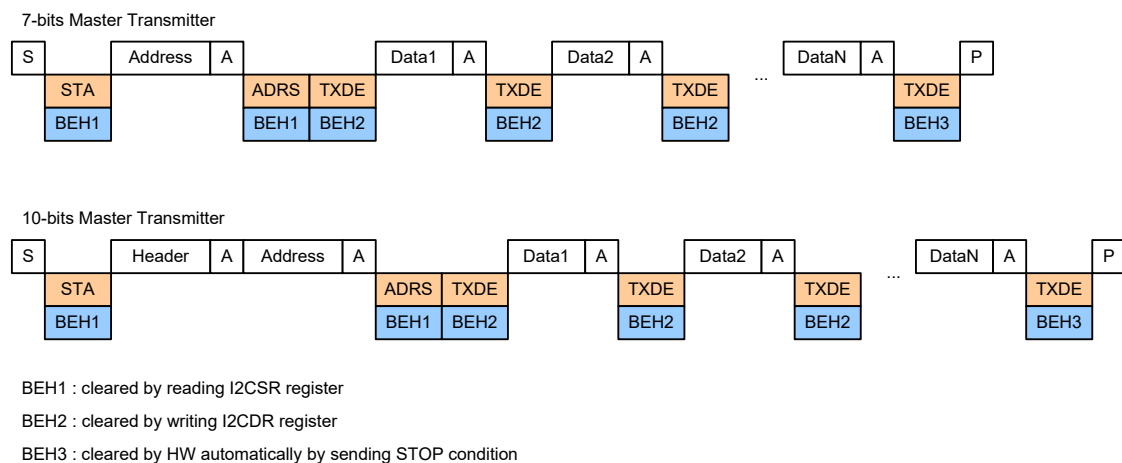 7-bits Master Transmitter
S Address A Data1 A Data2 A ... DataN A P
STA ADRS TXDE TXDE TXDE TXDE
BEH1 BEH1 BEH2 BEH2 BEH2 BEH3
10-bits Master Transmitter
S Header A Address A Data1 A Data2 A ... DataN A P
STA ADRS TXDE TXDE TXDE TXDE
BEH1 BEH1 BEH2 BEH2 BEH2 BEH3
BEH1 : cleared by reading I2CSR register
BEH2 : cleared by writing I2CDR register
BEH3 : cleared by HW automatically by sending STOP condition